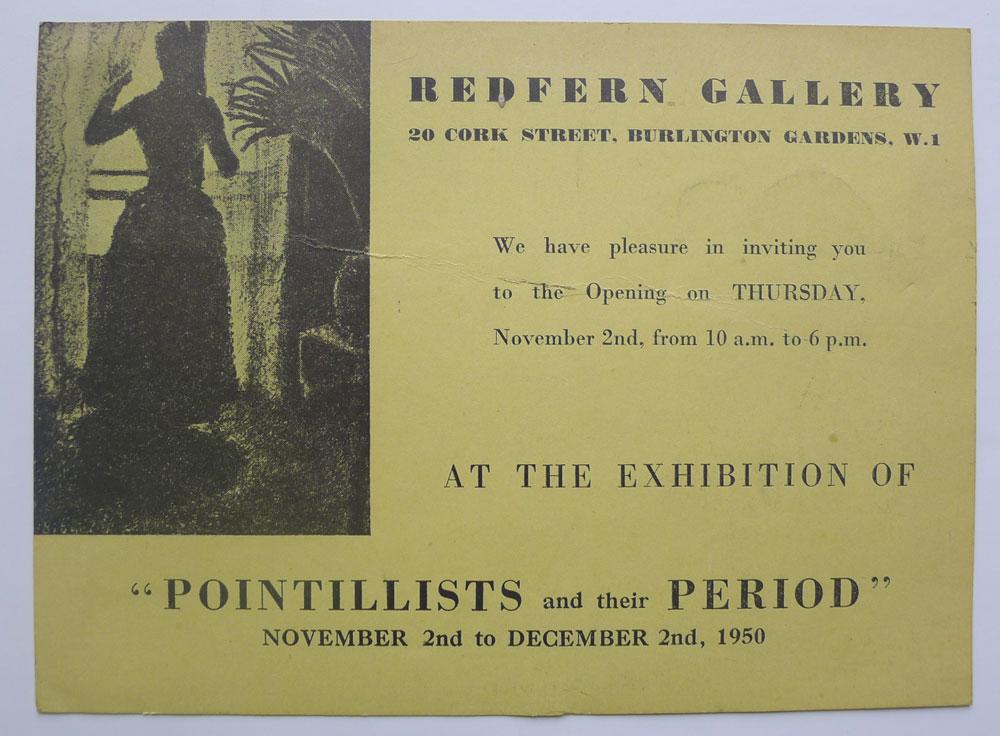 REDFERN GALLERY
20 CORK STREET, BURLINGTON GARDENS, W.1
We have pleasure in inviting you
to the Opening on THURSDAY,
November 2nd, from 10 a.m. to 6 p.m.
AT THE EXHIBITION OF
“POINTILLISTS and their PERIOD”
NOVEMBER 2nd to DECEMBER 2nd, 1950